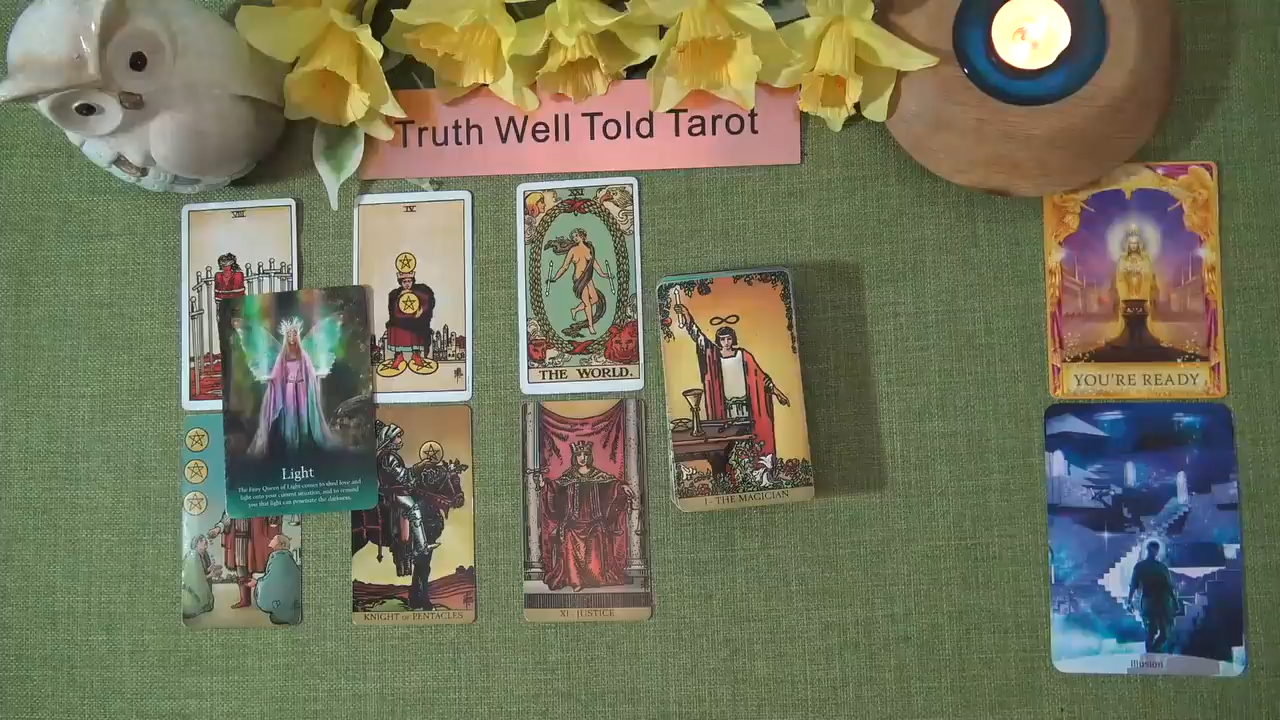 Truth Well Told Tarot
VIII
IV
XXI
THE WORLD.
YOU'RE READY
Light
The Fairy Queen of Light comes to shed love and
light onto your current situation, and to remind
you that light can penetrate the darkness.
I - THE MAGICIAN
KNIGHT OF PENTACLES
XI JUSTICE
Illusion